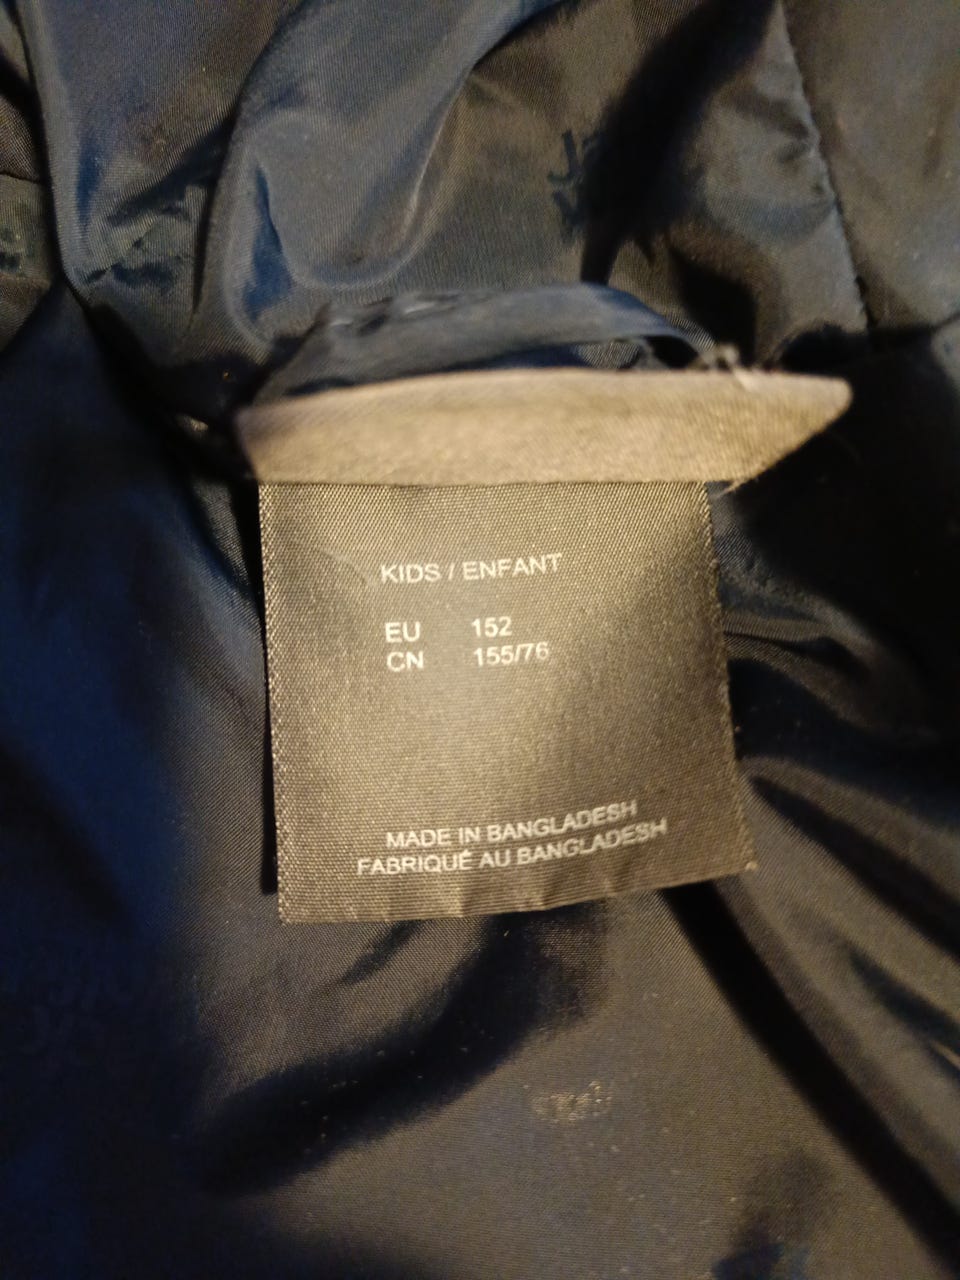 KIDS / ENFANT
EU 152
CN 155/76
MADE IN BANGLADESH
FABRIQUÉ AU BANGLADESH